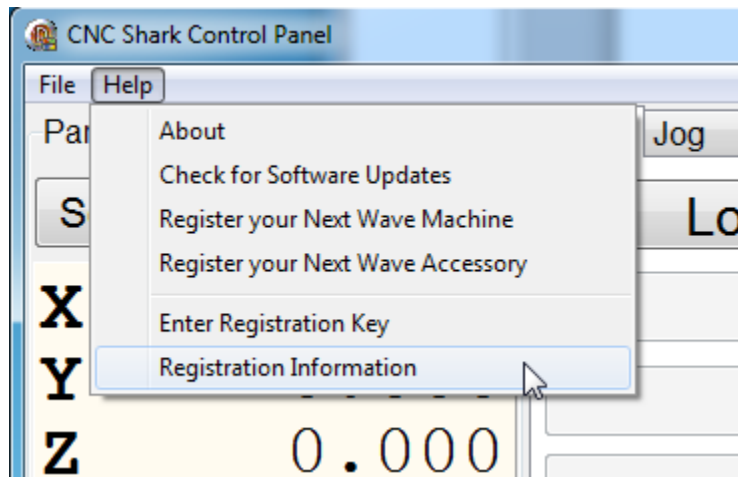 CNC Shark Control Panel
File Help
About
Jog
Check for Software Updates
Register your Next Wave Machine
Register your Next Wave Accessory
X
Enter Registration Key
Registration Information
Y
Z 0.000